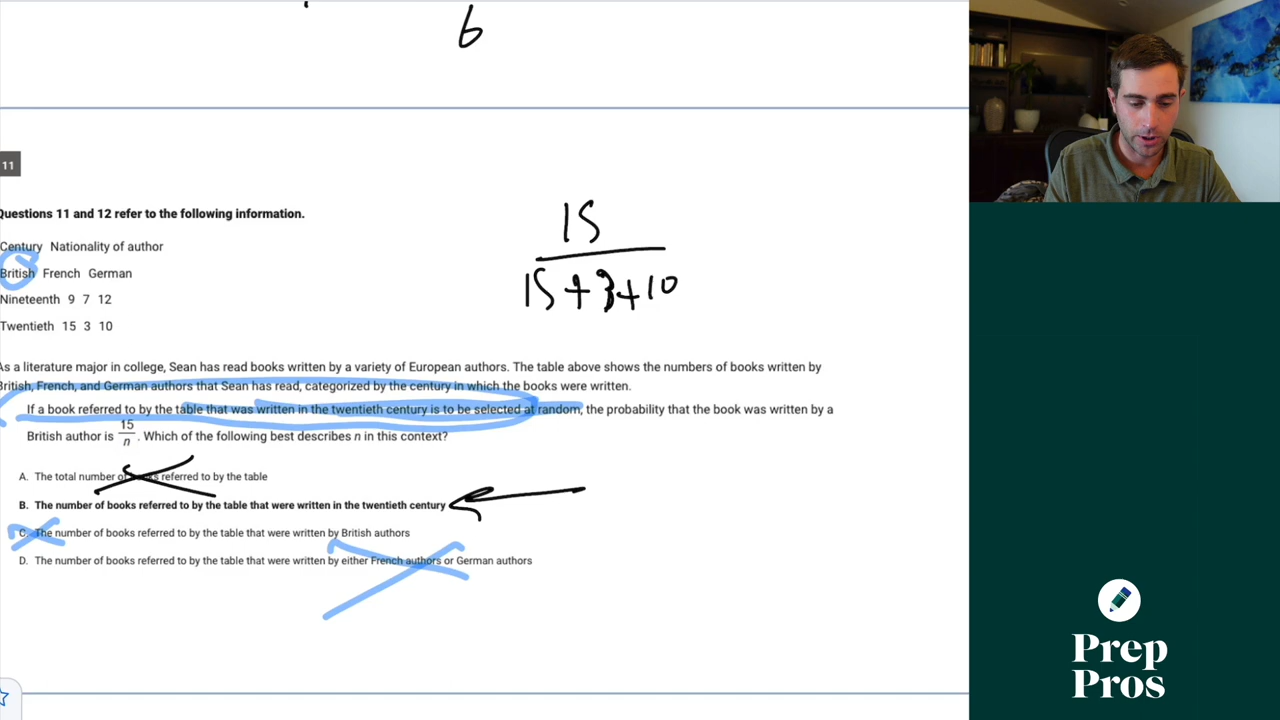 6
11
Questions 11 and 12 refer to the following information.
Century Nationality of author
British French German
Nineteenth 9 7 12
Twentieth 15 3 10
15
15+3+10
As a literature major in college, Sean has read books written by a variety of European authors. The table above shows the numbers of books written by
British, French, and German authors that Sean has read, categorized by the century in which the books were written.
If a book referred to by the table that was written in the twentieth century is to be selected at random, the probability that the book was written by a
British author is 15/n. Which of the following best describes n in this context?
A. The total number of books referred to by the table
B. The number of books referred to by the table that were written in the twentieth century
C. The number of books referred to by the table that were written by British authors
D. The number of books referred to by the table that were written by either French authors or German authors
Prep
Pros